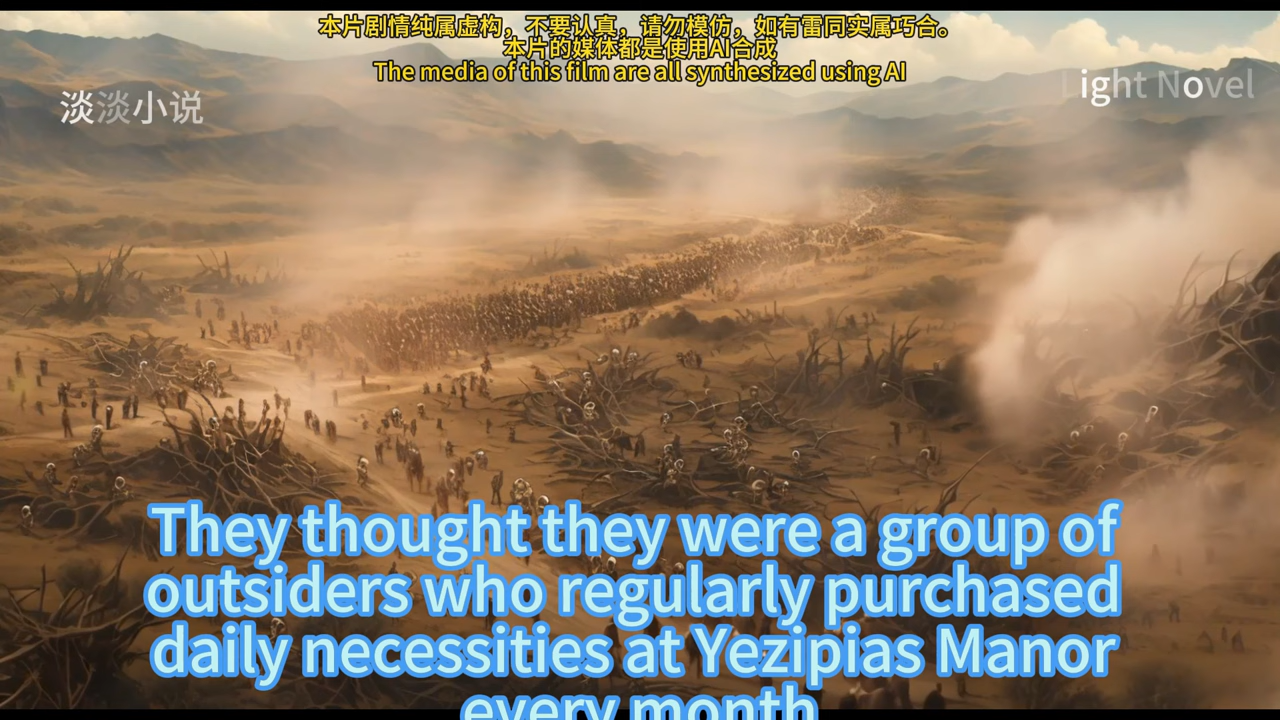 本片剧情纯属虚构，不要认真，请勿模仿，如有雷同实属巧合。
本片的媒体都是使用AI合成
The media of this film are all synthesized using AI
淡淡小说
Light Novel
They thought they were a group of
outsiders who regularly purchased
daily necessities at Yezipias Manor
every month